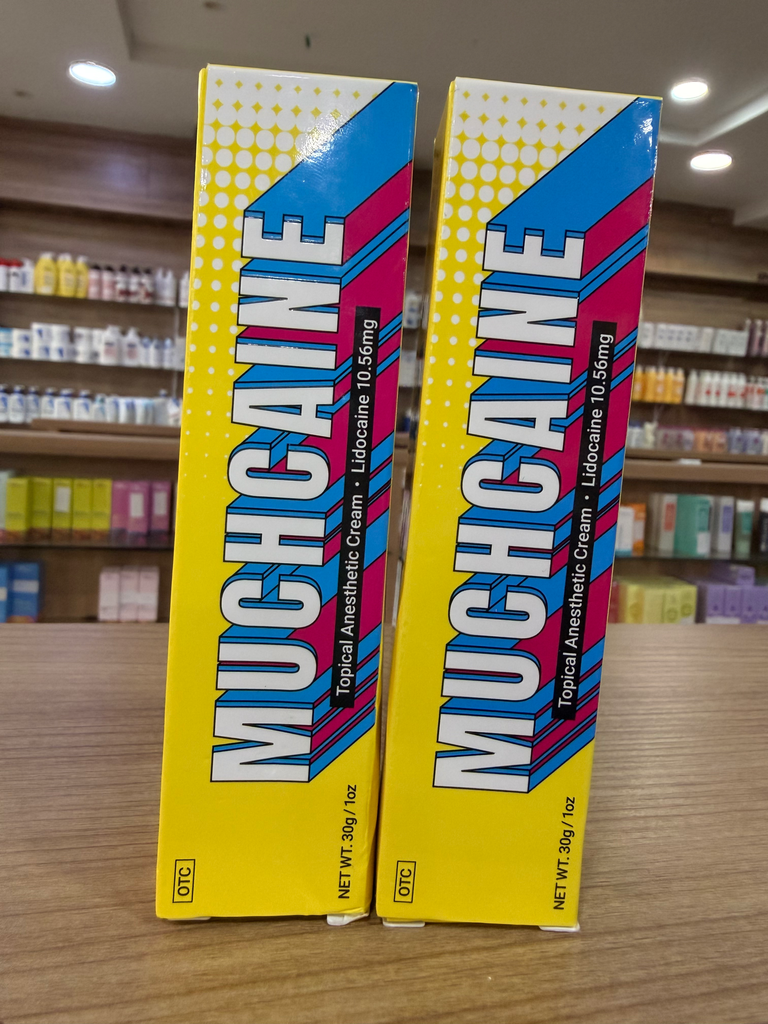 MUCHCAINE
Topical Anesthetic Cream • Lidocaine 10.56mg
NET WT. 30g / 1oz
OTC
MUCHCAINE
Topical Anesthetic Cream • Lidocaine 10.56mg
NET WT. 30g / 1oz
OTC